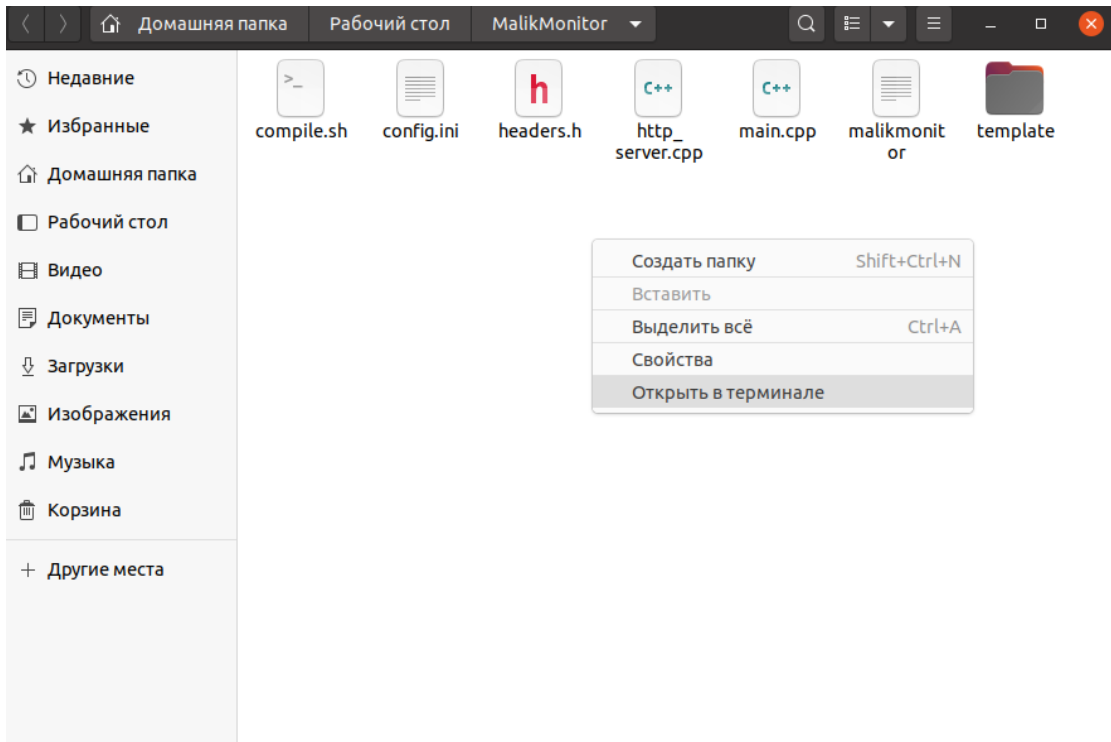 Домашняя папка Рабочий стол MalikMonitor
Недавние
Избранные
Домашняя папка
Рабочий стол
Видео
Документы
Загрузки
Изображения
Музыка
Корзина
Другие места
>_ h C++ C++
compile.sh config.ini headers.h http_ main.cpp malikmonit template
server.cpp or
Создать папку Shift+Ctrl+N
Вставить
Выделить всё Ctrl+A
Свойства
Открыть в терминале